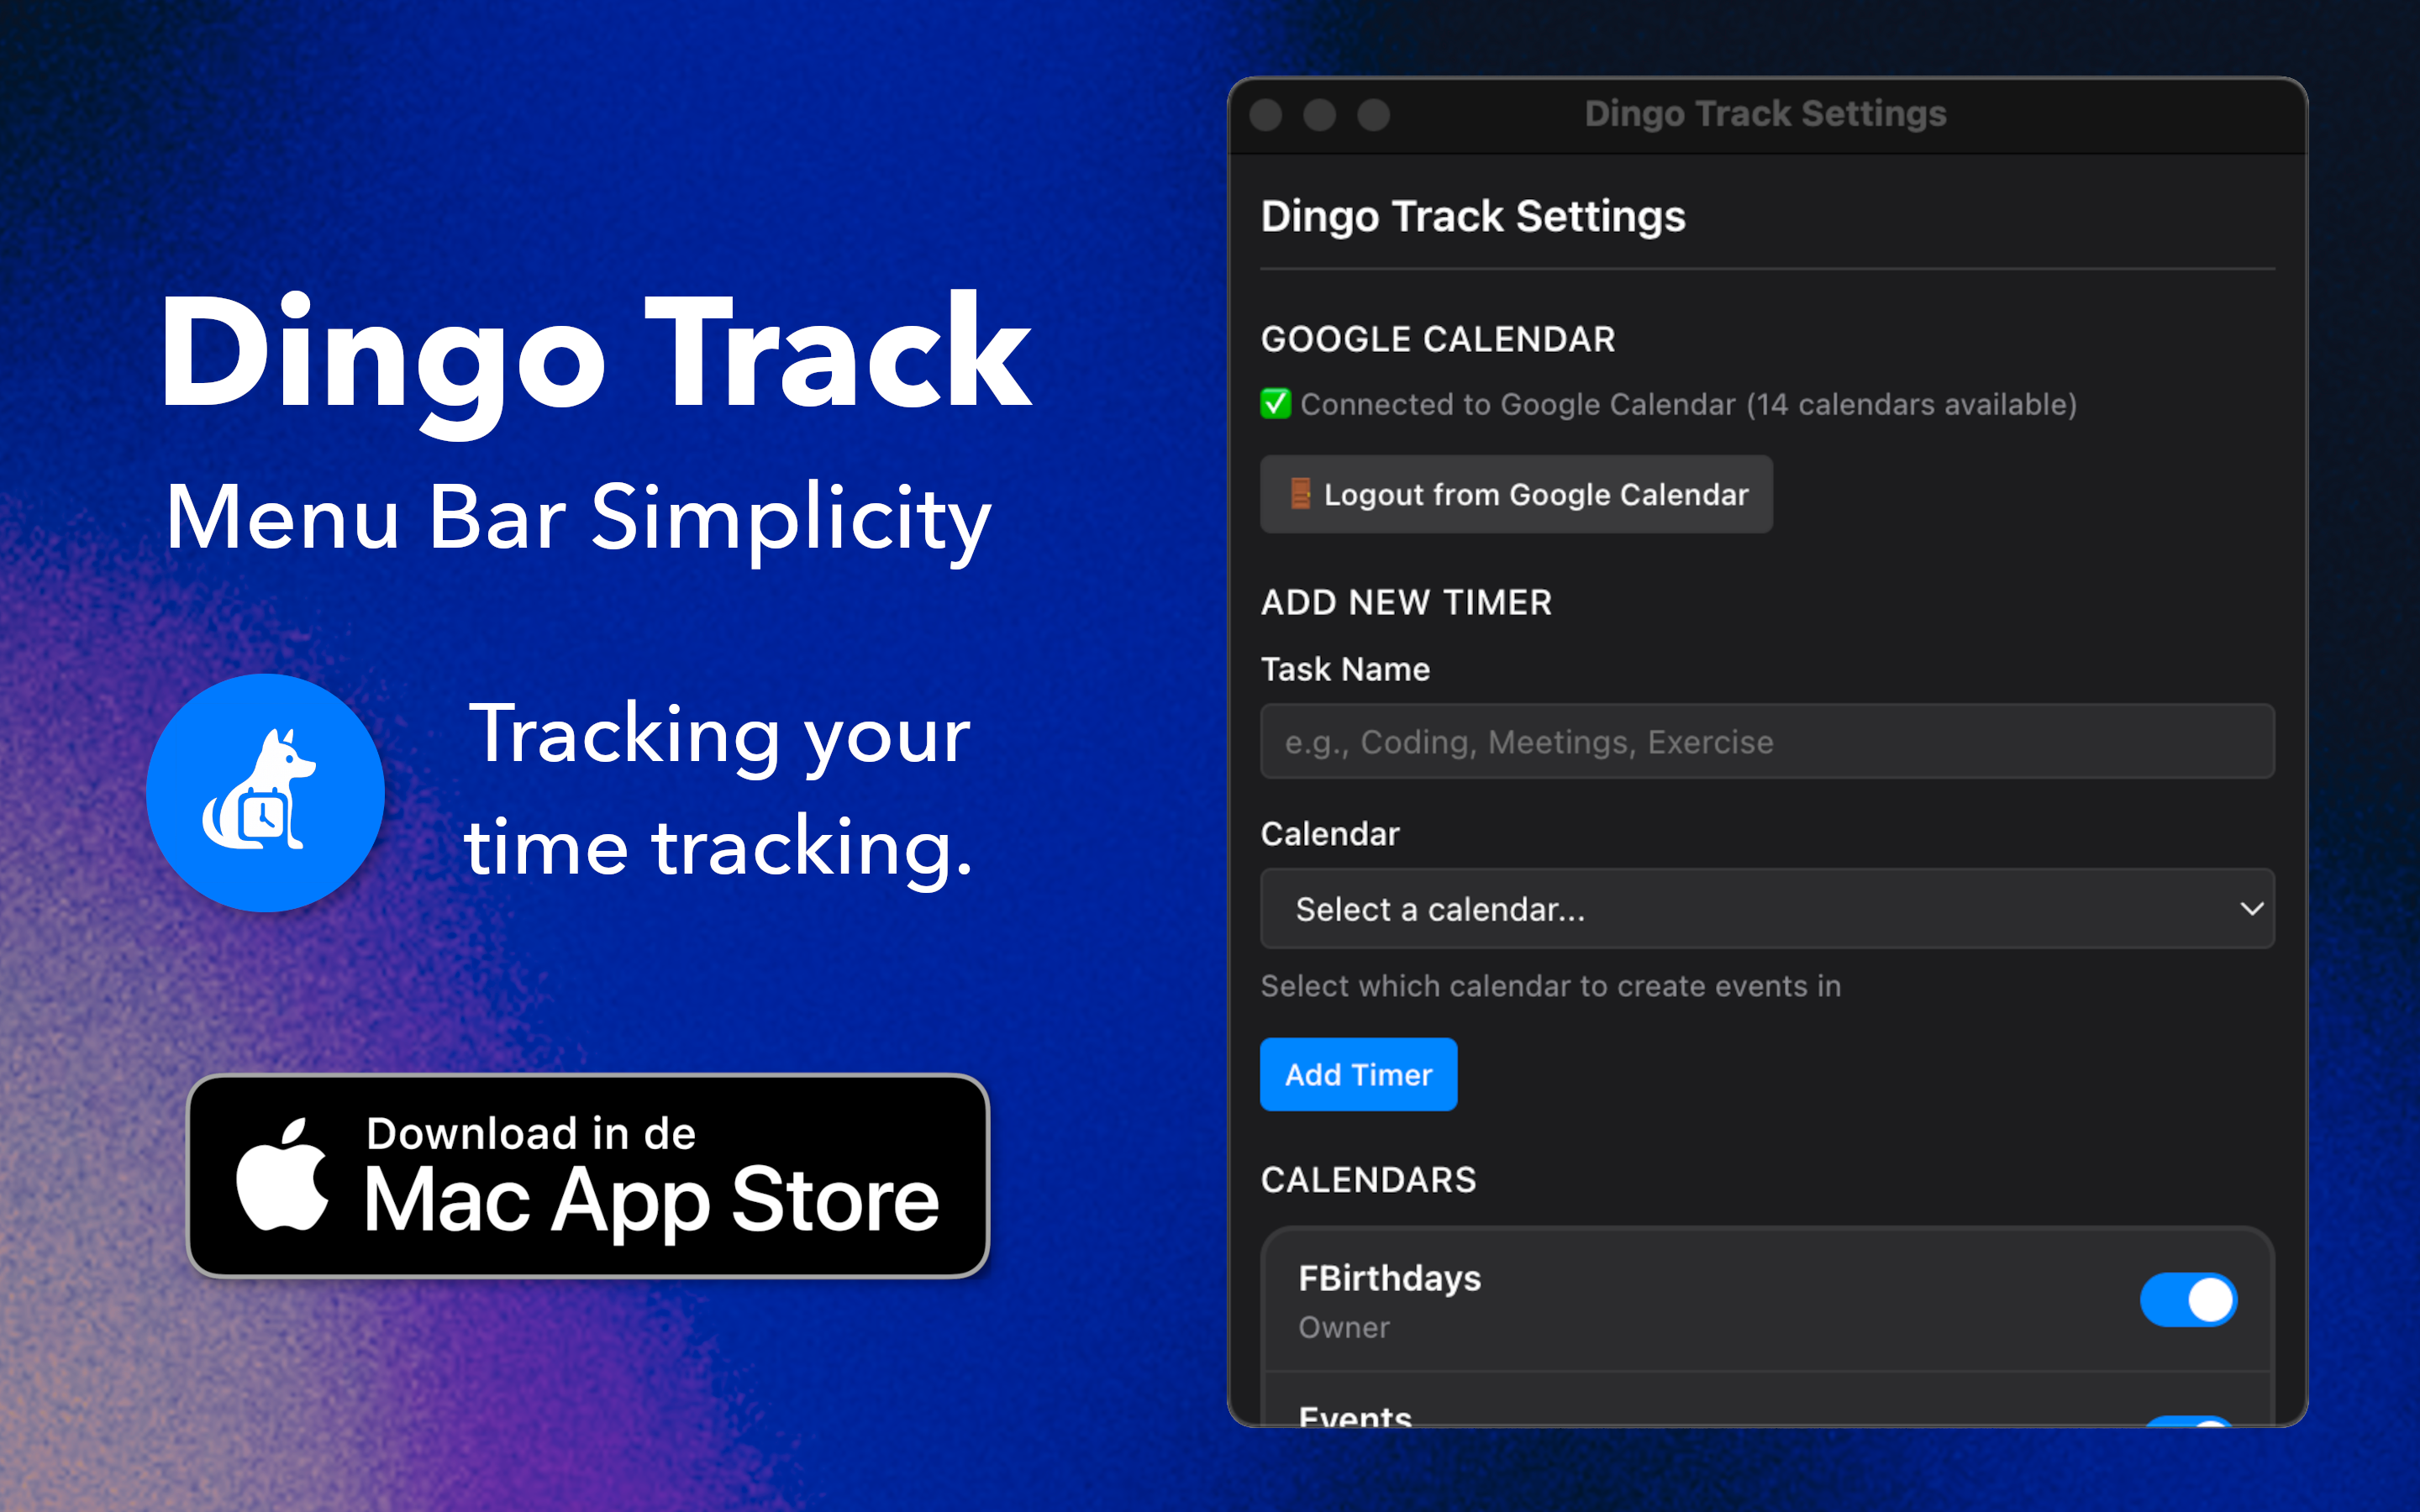 Dingo Track
Menu Bar Simplicity
Tracking your
time tracking.
Download in de
Mac App Store
Dingo Track Settings
Dingo Track Settings
GOOGLE CALENDAR
✅ Connected to Google Calendar (14 calendars available)
🚪 Logout from Google Calendar
ADD NEW TIMER
Task Name
e.g., Coding, Meetings, Exercise
Calendar
Select a calendar...
Select which calendar to create events in
Add Timer
CALENDARS
FBirthdays
Owner
Events